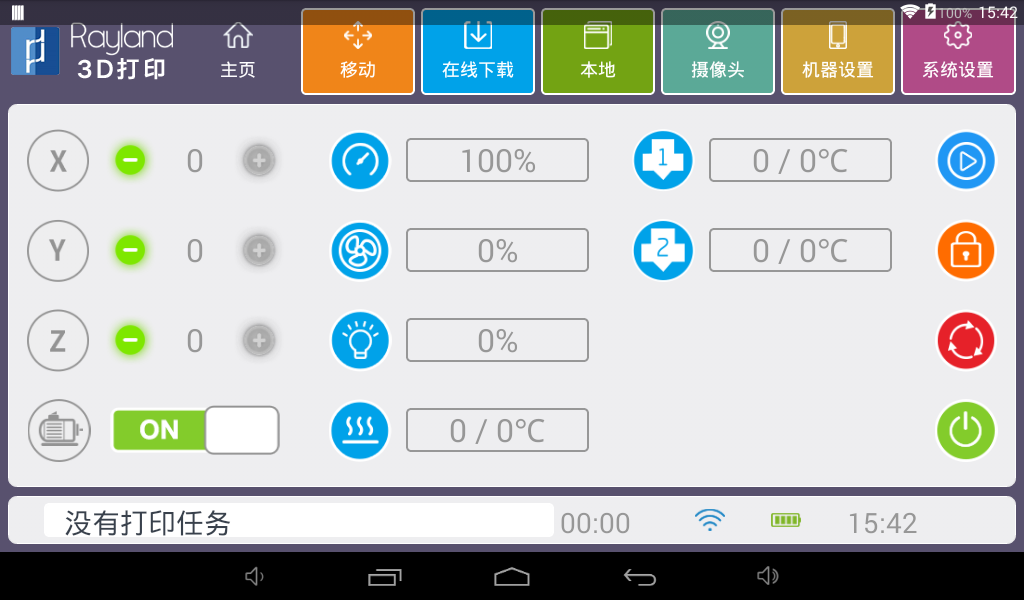 100% 15:42
Rayland
3D打印
主页
移动
在线下载
本地
摄像头
机器设置
系统设置
X 0 100% 1 0 / 0°C
Y 0 0% 2 0 / 0°C
Z 0 0%
ON 0 / 0°C
没有打印任务 00:00 15:42